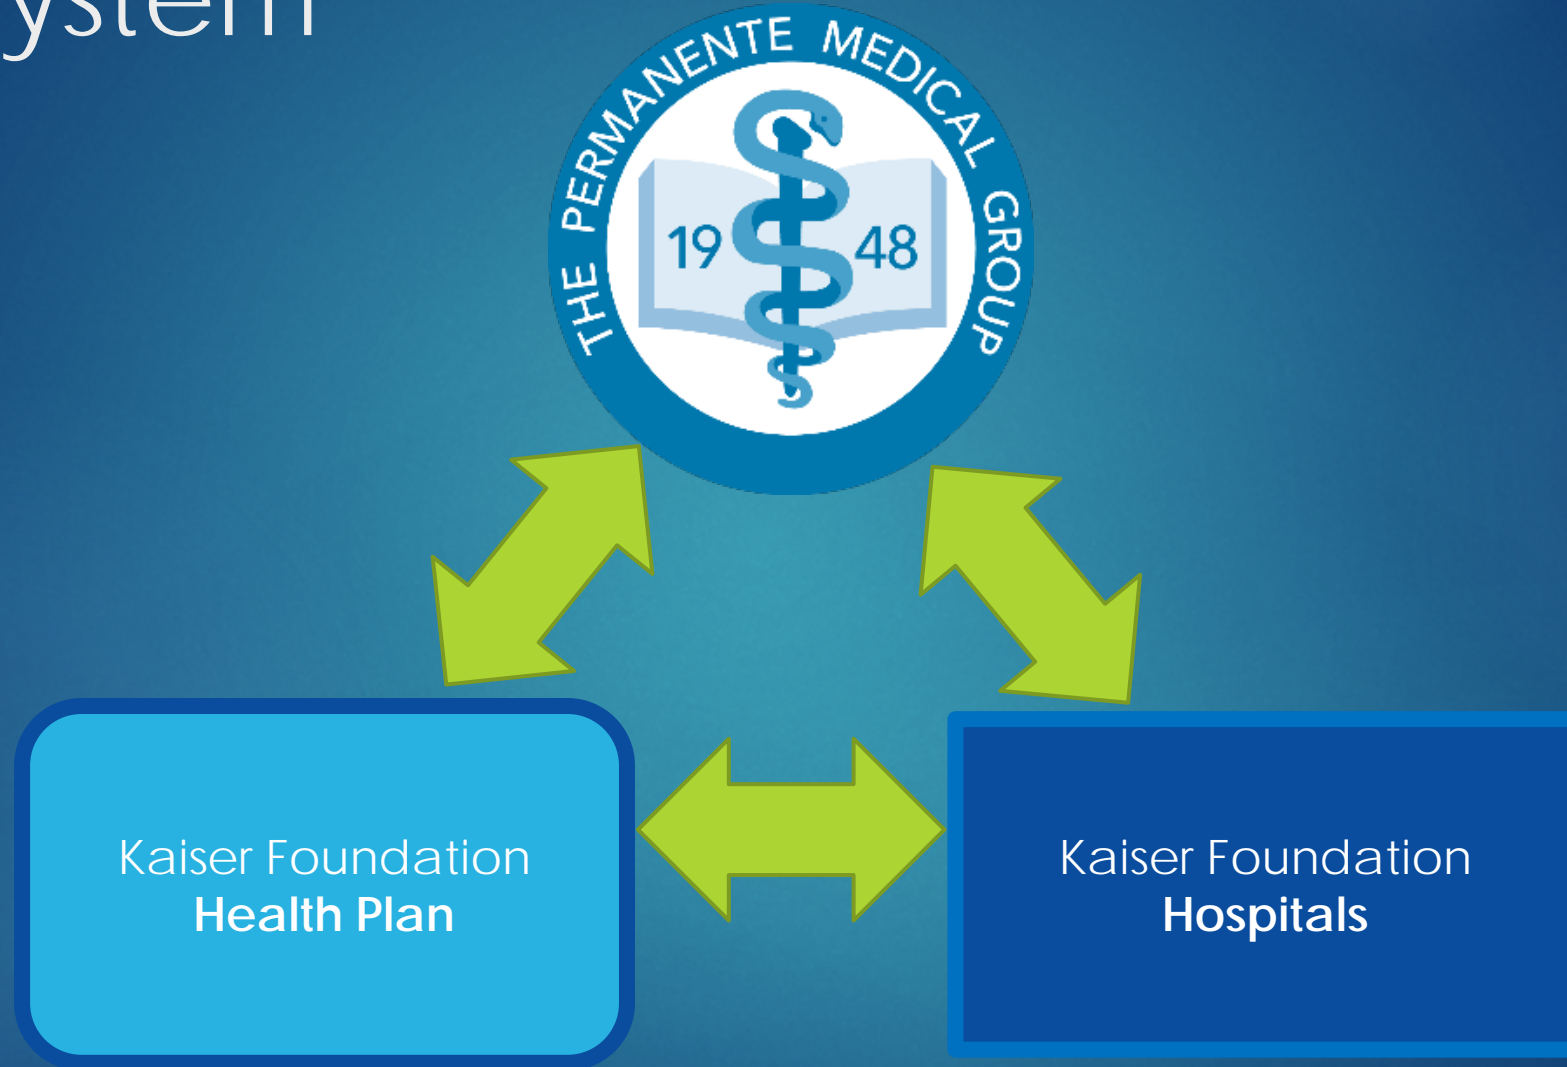 ystem
THE PERMANENTE MEDICAL GROUP
19 48
Kaiser Foundation
Health Plan
Kaiser Foundation
Hospitals